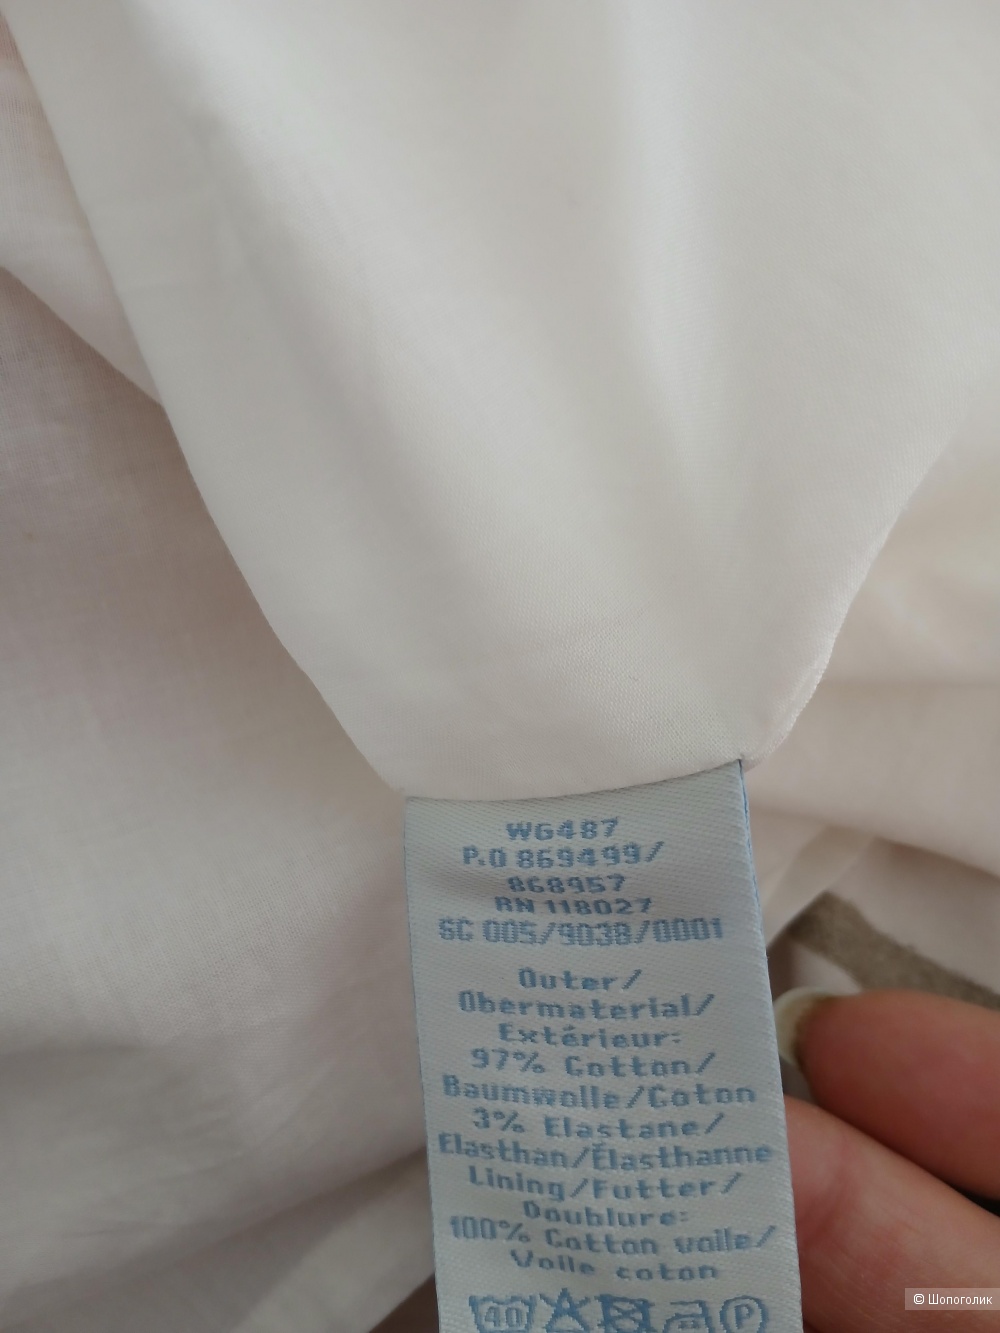 WG487
P.O 869499/
868957
RN 118027
SC 005/9038/0001
Outer/
Obermaterial/
Extérieur:
97% Cotton/
Baumwolle/Coton
3% Elastane/
Elasthan/Élasthanne
Lining/Futter/
Doublure:
100% Cotton voile/
Voile coton
40 P
© Шопоголик